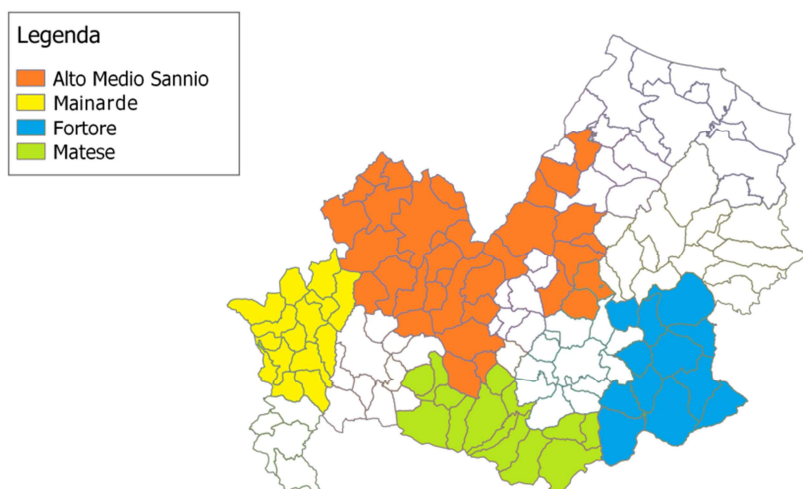 Legenda
Alto Medio Sannio
Mainarde
Fortore
Matese